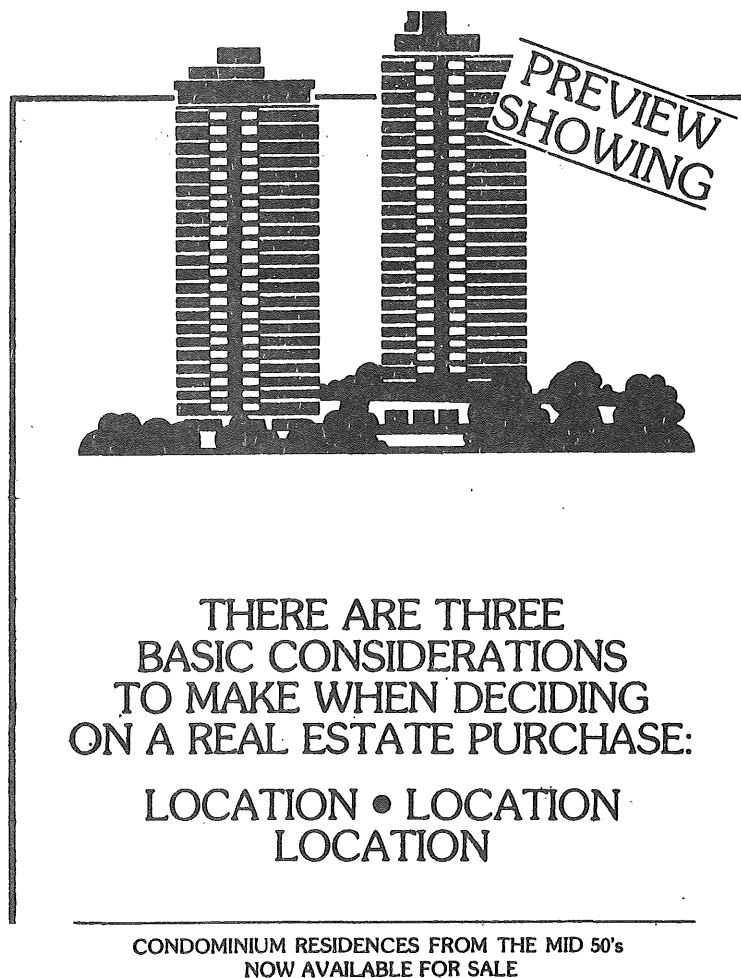 PREVIEW
SHOWING
THERE ARE THREE
BASIC CONSIDERATIONS
TO MAKE WHEN DECIDING
ON A REAL ESTATE PURCHASE:
LOCATION ● LOCATION
LOCATION
CONDOMINIUM RESIDENCES FROM THE MID 50's
NOW AVAILABLE FOR SALE